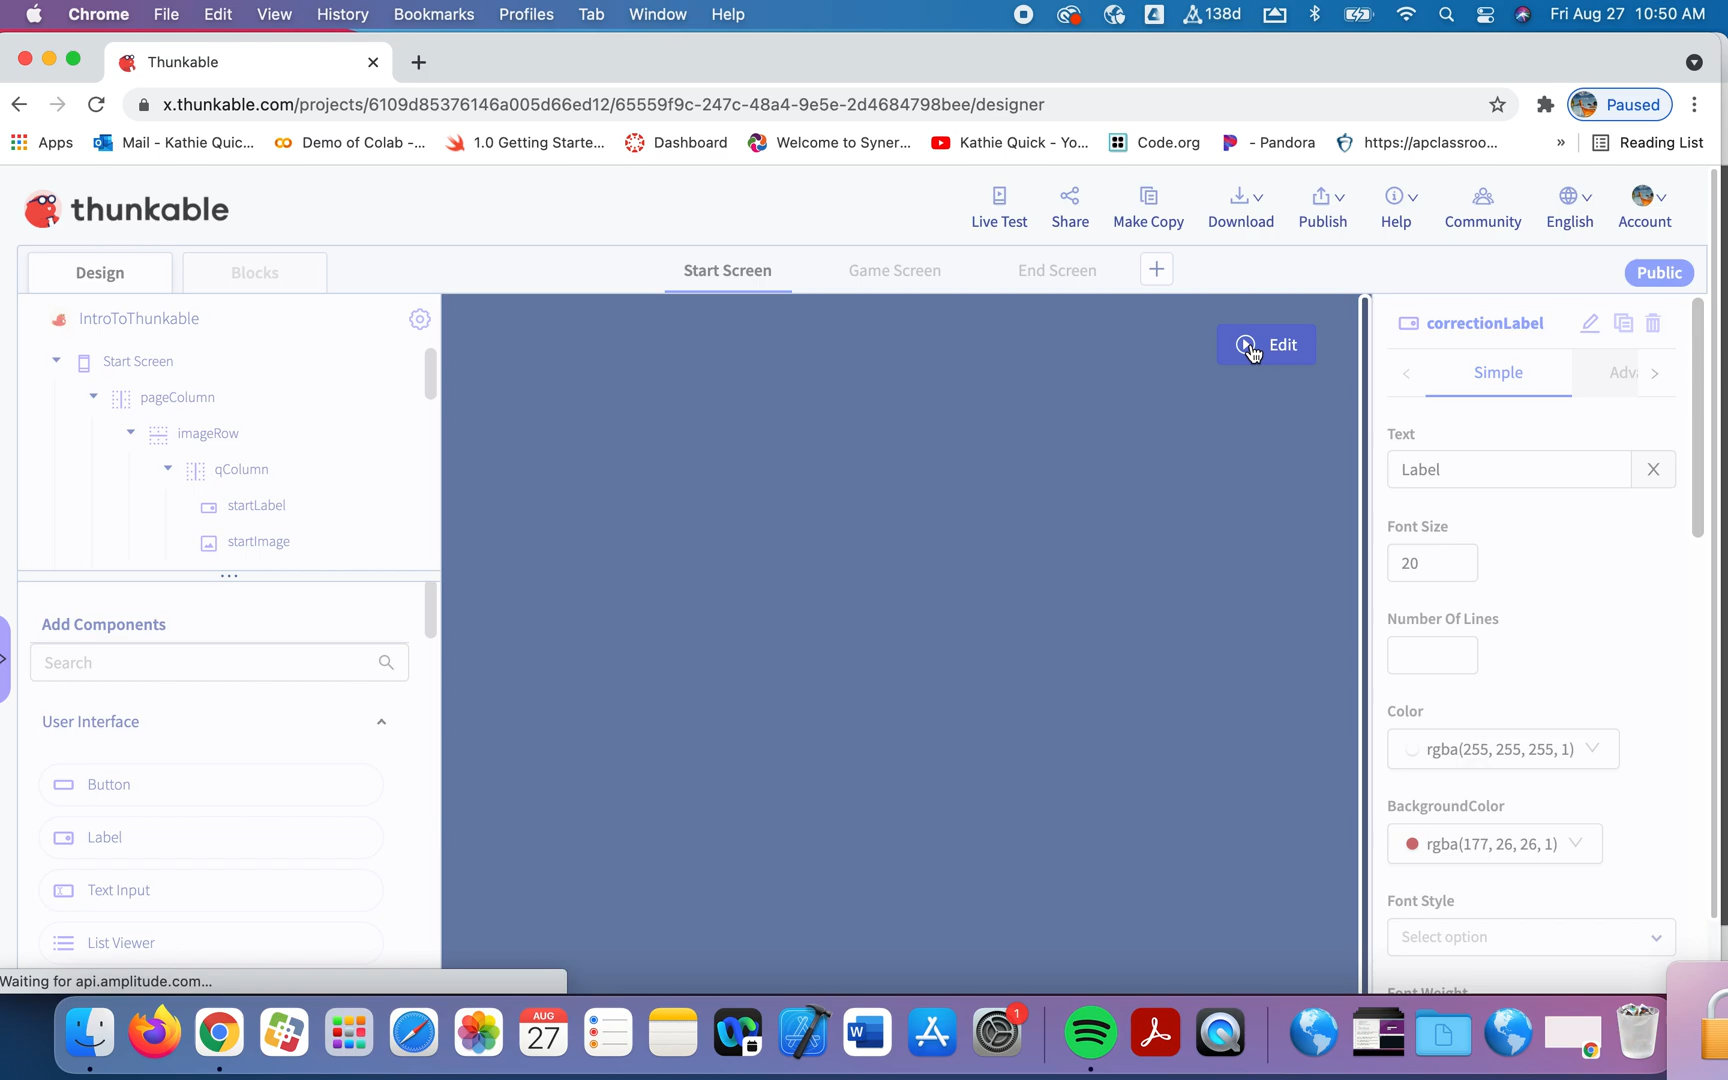 Chrome File Edit View History Bookmarks Profiles Tab Window Help 138d Fri Aug 27 10:50 AM
Thunkable
x.thunkable.com/projects/6109d85376146a005d66ed12/65559f9c-247c-48a4-9e5e-2d4684798bee/designer Paused
Apps Mail - Kathie Quic... Demo of Colab -... 1.0 Getting Starte... Dashboard Welcome to Syner... Kathie Quick - Yo... Code.org - Pandora https://apclassroo... » Reading List
thunkable
Live Test Share Make Copy Download Publish Help Community English Account
Design Blocks Start Screen Game Screen End Screen + Public
IntroToThunkable
Start Screen
pageColumn
imageRow
qColumn
startLabel
startImage
Add Components
Search
User Interface
Button
Label
Text Input
List Viewer
Edit
correctionLabel
Simple Adv
Text
Label X
Font Size
20
Number Of Lines
Color
rgba(255, 255, 255, 1)
BackgroundColor
rgba(177, 26, 26, 1)
Font Style
Select option
Font Weight
Waiting for api.amplitude.com...
AUG
27
1